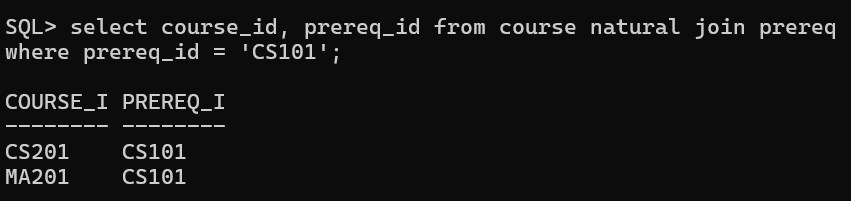 SQL> select course_id, prereq_id from course natural join prereq
where prereq_id = 'CS101';
COURSE_I PREREQ_I
-------- --------
CS201    CS101
MA201    CS101